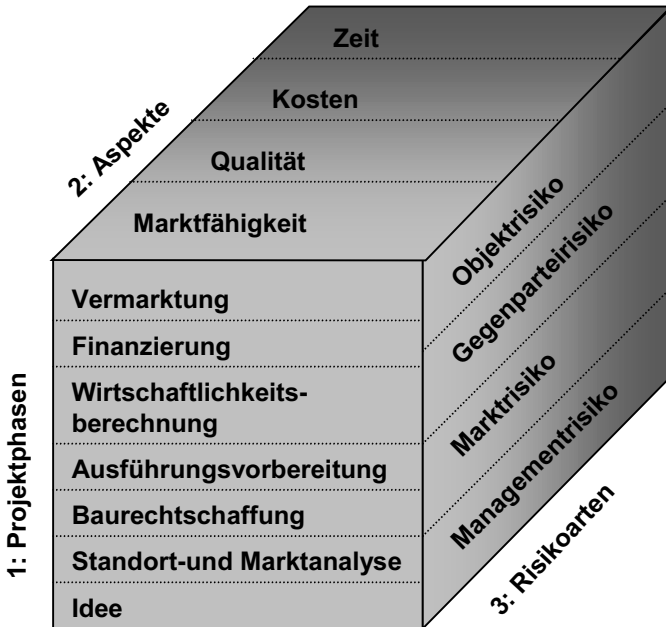 Zeit
Kosten
Qualität
Marktfähigkeit
2: Aspekte
Vermarktung
Finanzierung
Wirtschaftlichkeits-
berechnung
Ausführungsvorbereitung
Baurechtschaffung
Standort-und Marktanalyse
Idee
1: Projektphasen
Objektrisiko
Gegenparteirisiko
Marktrisiko
Managementrisiko
3: Risikoarten